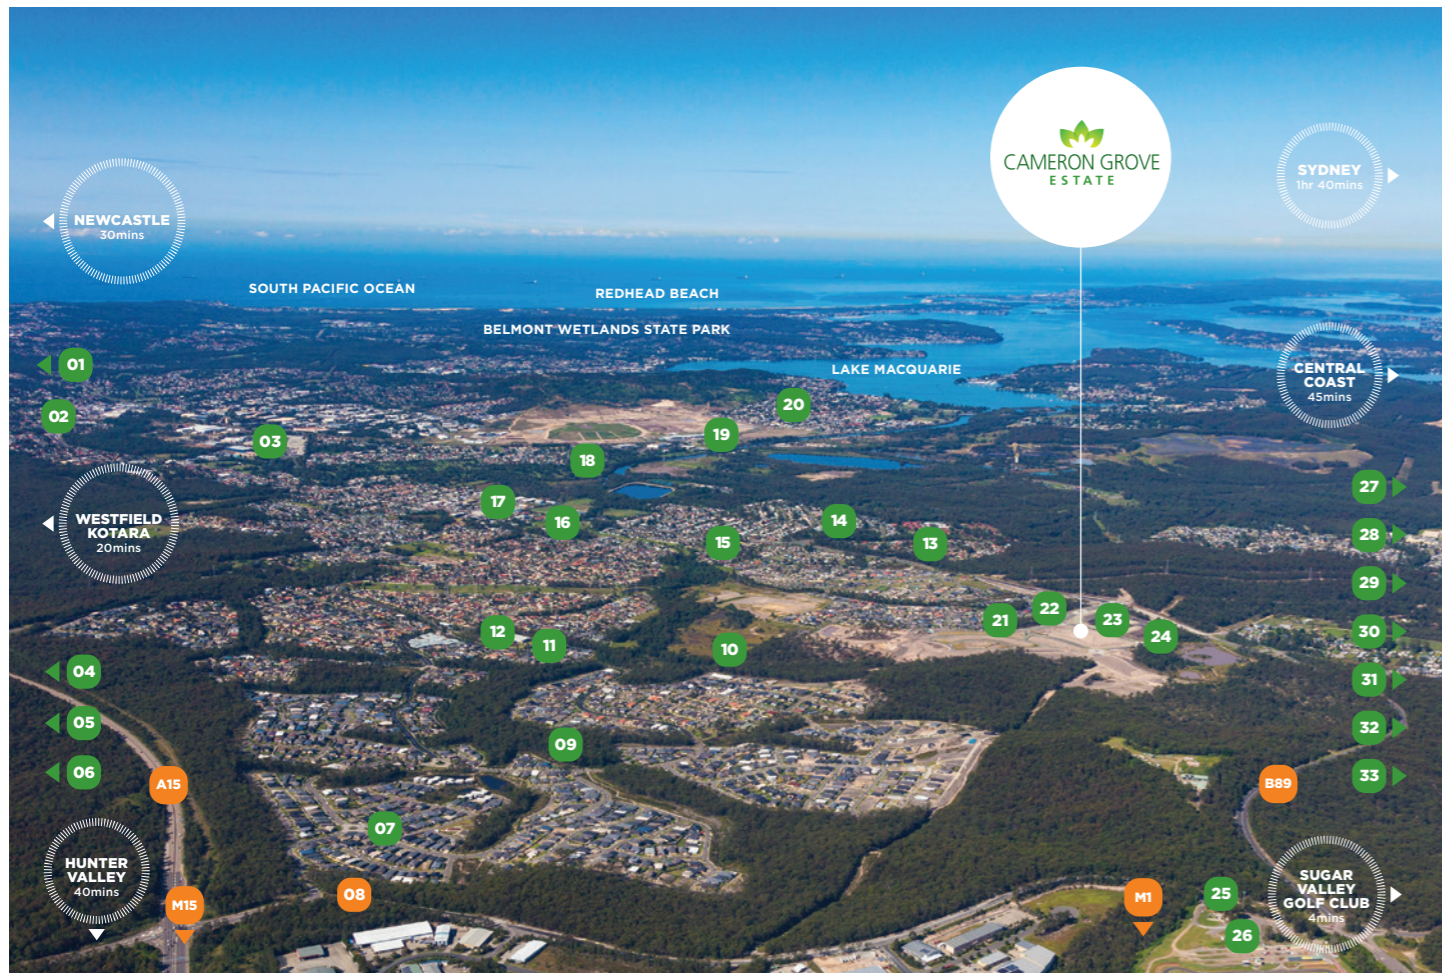 CAMERON GROVE
ESTATE
NEWCASTLE
30mins
SYDNEY
1hr 40mins
SOUTH PACIFIC OCEAN
REDHEAD BEACH
BELMONT WETLANDS STATE PARK
LAKE MACQUARIE
CENTRAL
COAST
45mins
01
02
03
20
19
18
WESTFIELD
KOTARA
20mins
17
16
15
14
13
27
28
29
30
31
32
33
21
22
23
24
12
11
10
04
05
06
09
A15
B89
07
HUNTER
VALLEY
40mins
M15
08
M1
25
26
SUGAR
VALLEY
GOLF CLUB
4mins